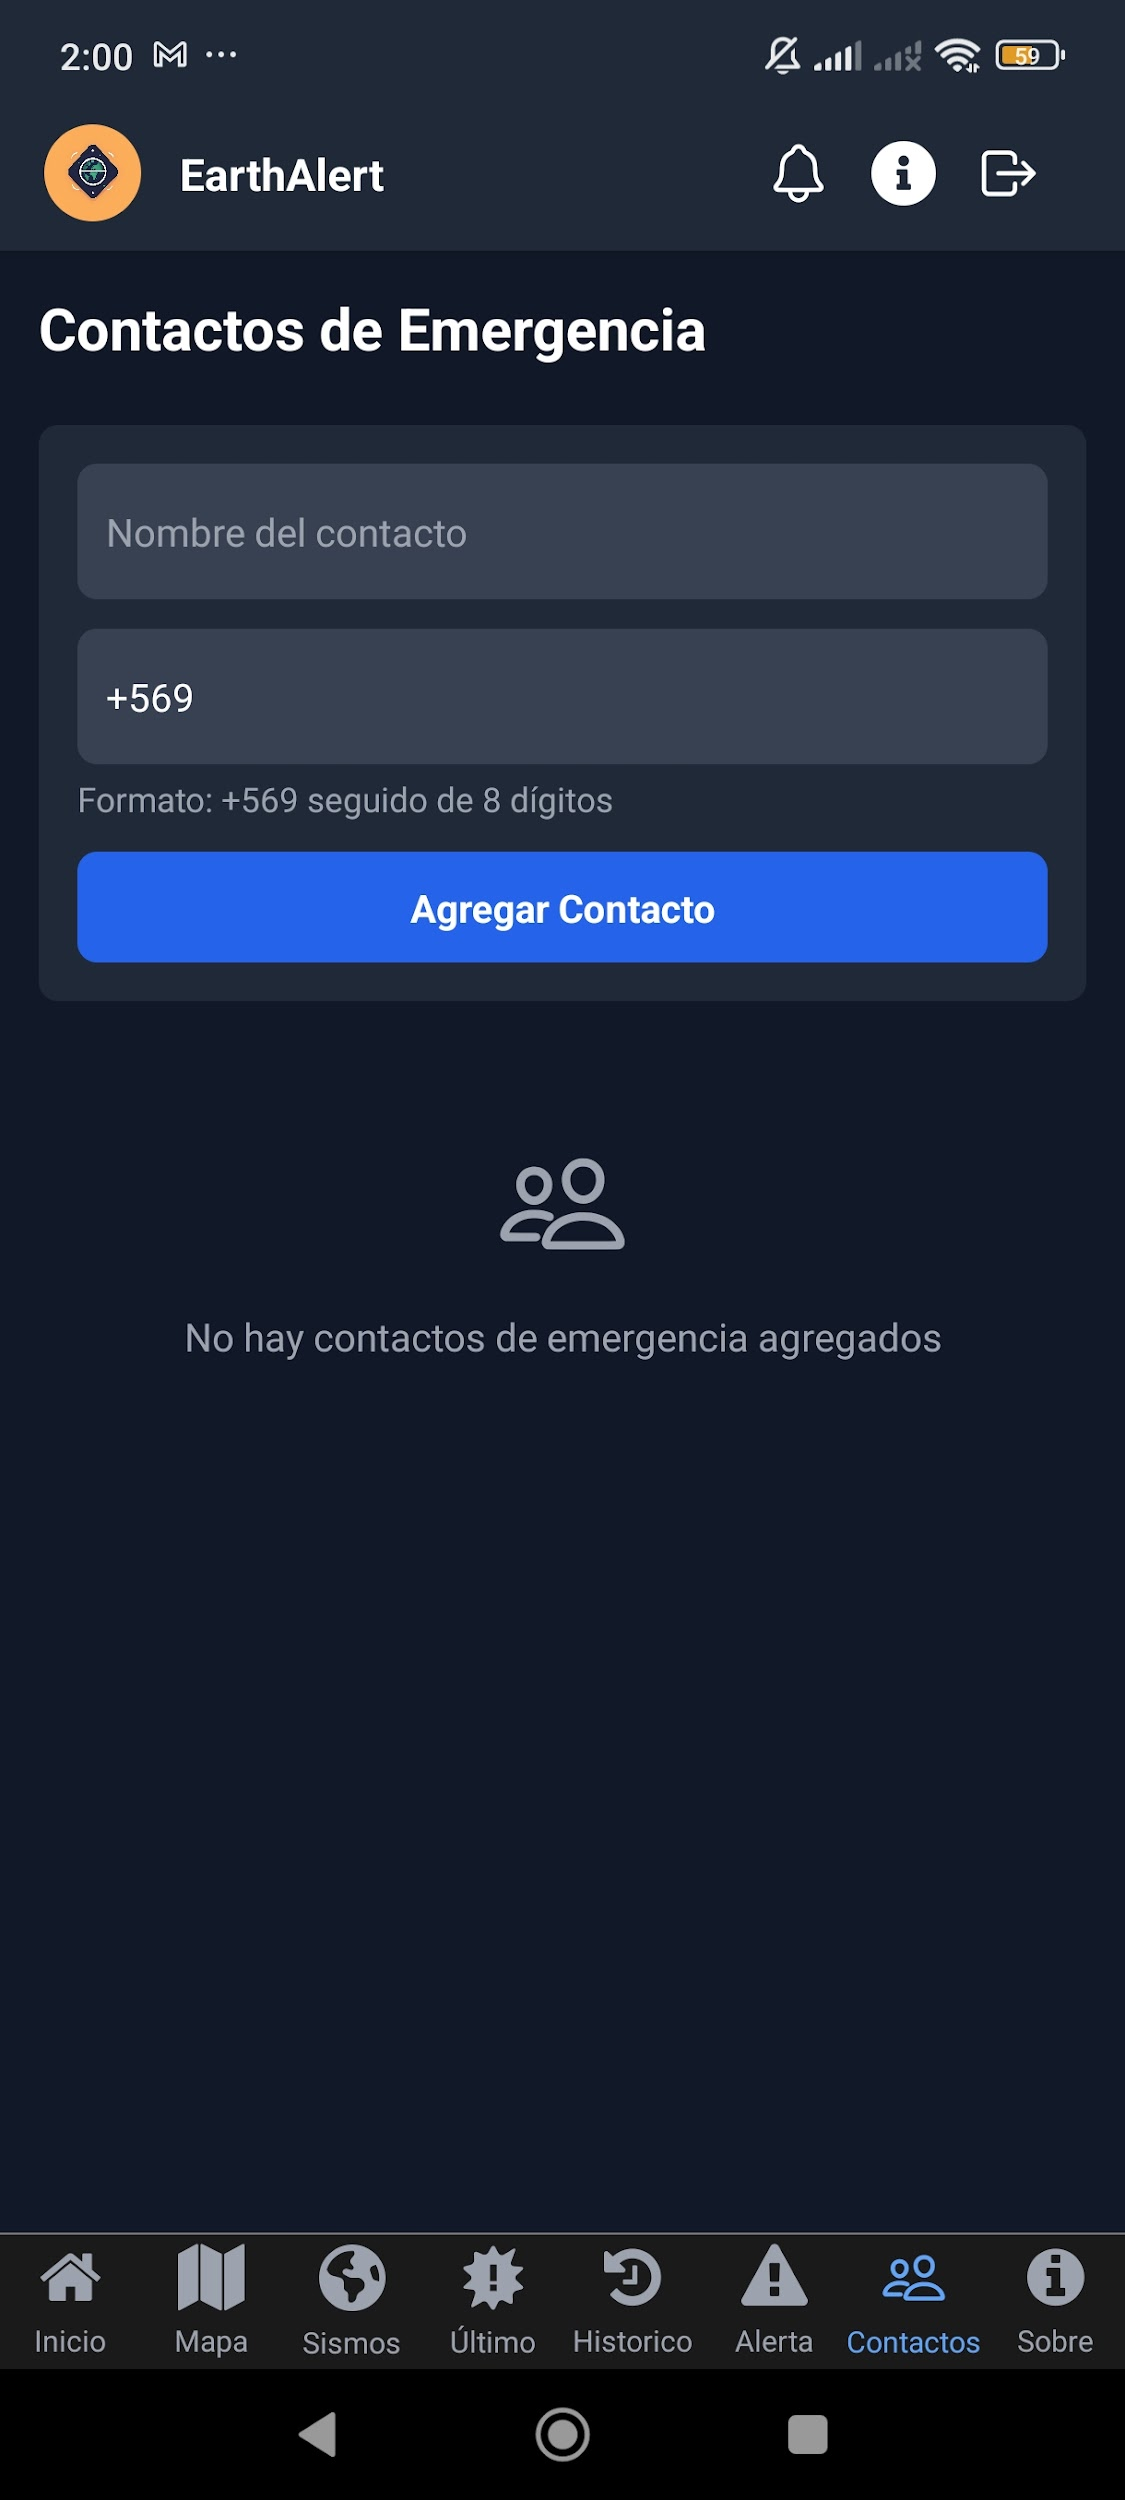 2:00
59
EarthAlert
Contactos de Emergencia
Nombre del contacto
+569
Formato: +569 seguido de 8 dígitos
Agregar Contacto
No hay contactos de emergencia agregados
Inicio Mapa Sismos Último Historico Alerta Contactos Sobre